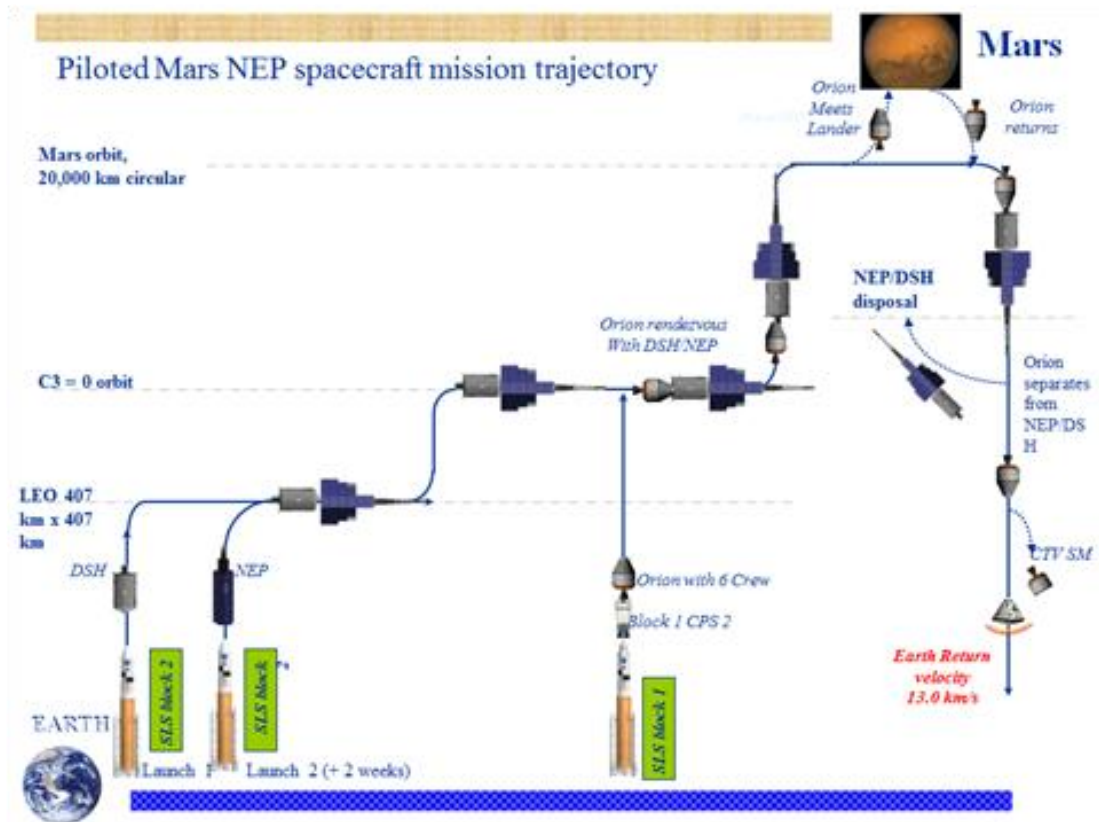 Piloted Mars NEP spacecraft mission trajectory
Mars
Orion
Meets
Lander
Orion
returns
Mars orbit,
20,000 km circular
NEP/DSH
disposal
Orion rendezvous
With DSH/NEP
C3 = 0 orbit
Orion
separates
from
NEP/DS
H
LEO 407
km x 407
km
DSH
NEP
Orion with 6 Crew
CTV SM
Block 1 CPS 2
SLS block 2
SLS block
SLS block 1
Earth Return
velocity
13.0 km/s
EARTH
Launch 1
Launch 2 (+ 2 weeks)